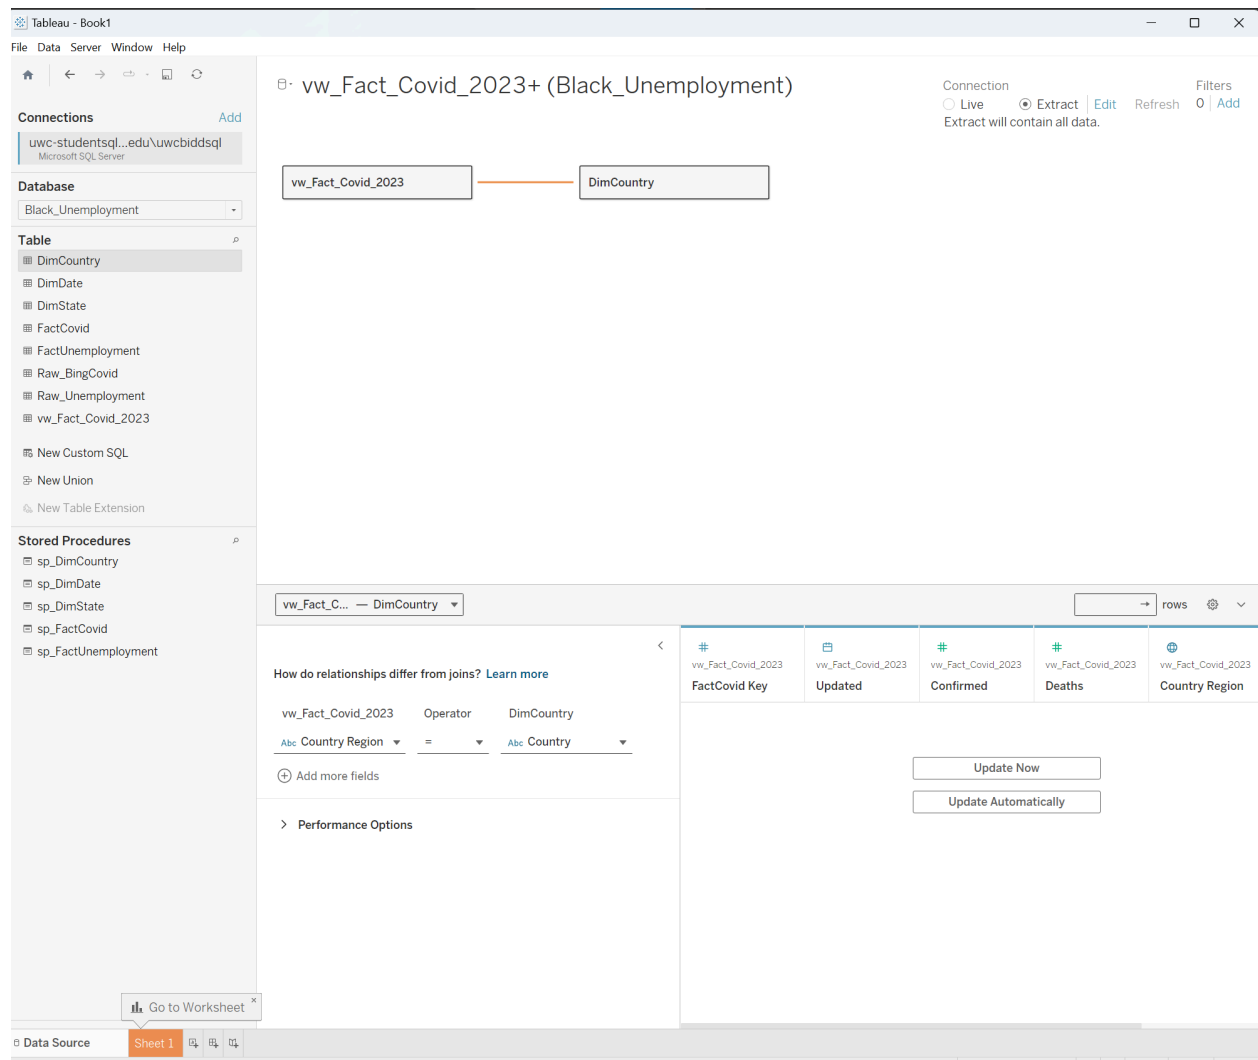 Tableau - Book1
File Data Server Window Help
vw_Fact_Covid_2023+ (Black_Unemployment)
Connection
Live Extract Edit Refresh
Extract will contain all data.
Filters
0 Add
Connections Add
uwc-studentsql...edu\uwcbiddsql
Microsoft SQL Server
Database
Black_Unemployment
Table
DimCountry
DimDate
DimState
FactCovid
FactUnemployment
Raw_BingCovid
Raw_Unemployment
vw_Fact_Covid_2023
New Custom SQL
New Union
New Table Extension
Stored Procedures
sp_DimCountry
sp_DimDate
sp_DimState
sp_FactCovid
sp_FactUnemployment
vw_Fact_Covid_2023 DimCountry
vw_Fact_C... — DimCountry
rows
How do relationships differ from joins? Learn more
vw_Fact_Covid_2023 Operator DimCountry
Abc Country Region = Abc Country
Add more fields
Performance Options
vw_Fact_Covid_2023 vw_Fact_Covid_2023 vw_Fact_Covid_2023 vw_Fact_Covid_2023 vw_Fact_Covid_2023
FactCovid Key Updated Confirmed Deaths Country Region
Update Now
Update Automatically
Go to Worksheet
Data Source Sheet 1